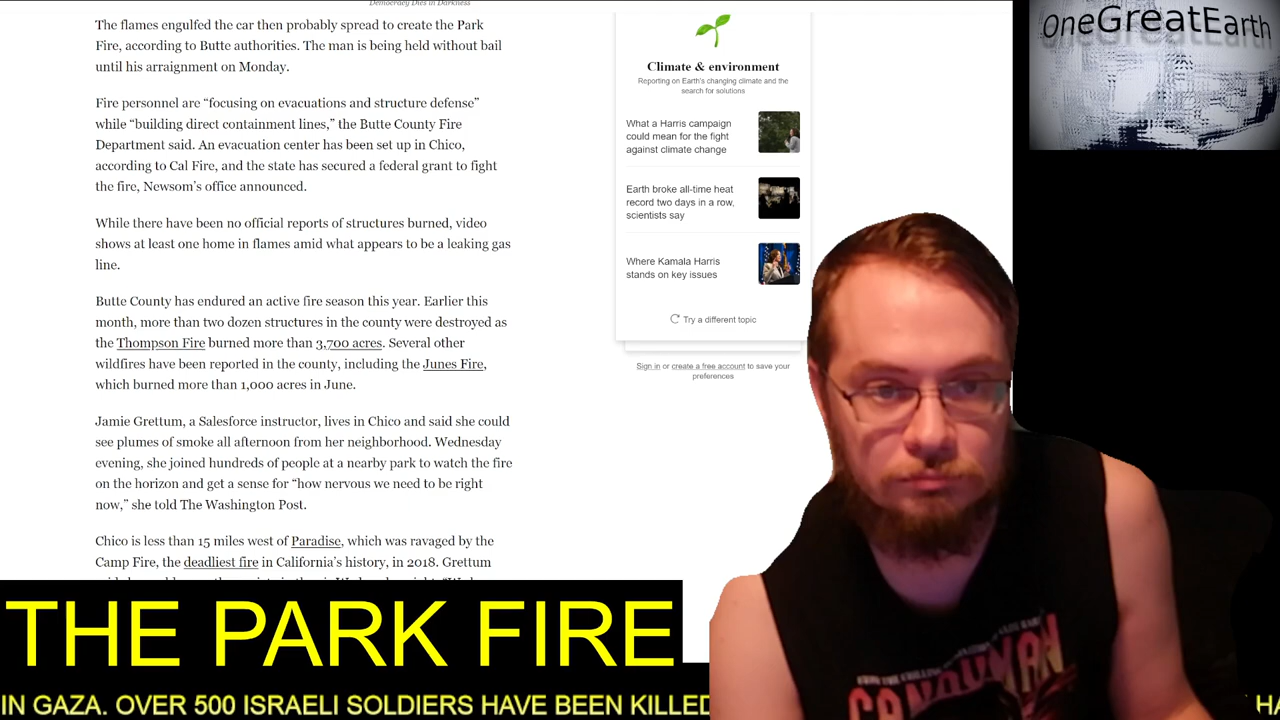 Democracy Dies in Darkness
The flames engulfed the car then probably spread to create the Park
Fire, according to Butte authorities. The man is being held without bail
until his arraignment on Monday.
Fire personnel are “focusing on evacuations and structure defense”
while “building direct containment lines,” the Butte County Fire
Department said. An evacuation center has been set up in Chico,
according to Cal Fire, and the state has secured a federal grant to fight
the fire, Newsom’s office announced.
While there have been no official reports of structures burned, video
shows at least one home in flames amid what appears to be a leaking gas
line.
Butte County has endured an active fire season this year. Earlier this
month, more than two dozen structures in the county were destroyed as
the Thompson Fire burned more than 3,700 acres. Several other
wildfires have been reported in the county, including the Junes Fire,
which burned more than 1,000 acres in June.
Jamie Grettum, a Salesforce instructor, lives in Chico and said she could
see plumes of smoke all afternoon from her neighborhood. Wednesday
evening, she joined hundreds of people at a nearby park to watch the fire
on the horizon and get a sense for “how nervous we need to be right
now,” she told The Washington Post.
Chico is less than 15 miles west of Paradise, which was ravaged by the
Camp Fire, the deadliest fire in California’s history, in 2018. Grettum
Climate & environment
Reporting on Earth's changing climate and the
search for solutions
What a Harris campaign
could mean for the fight
against climate change
Earth broke all-time heat
record two days in a row,
scientists say
Where Kamala Harris
stands on key issues
Try a different topic
Sign in or create a free account to save your
preferences
OneGreatEarth
THE PARK FIRE
IN GAZA. OVER 500 ISRAELI SOLDIERS HAVE BEEN KILLED
HA